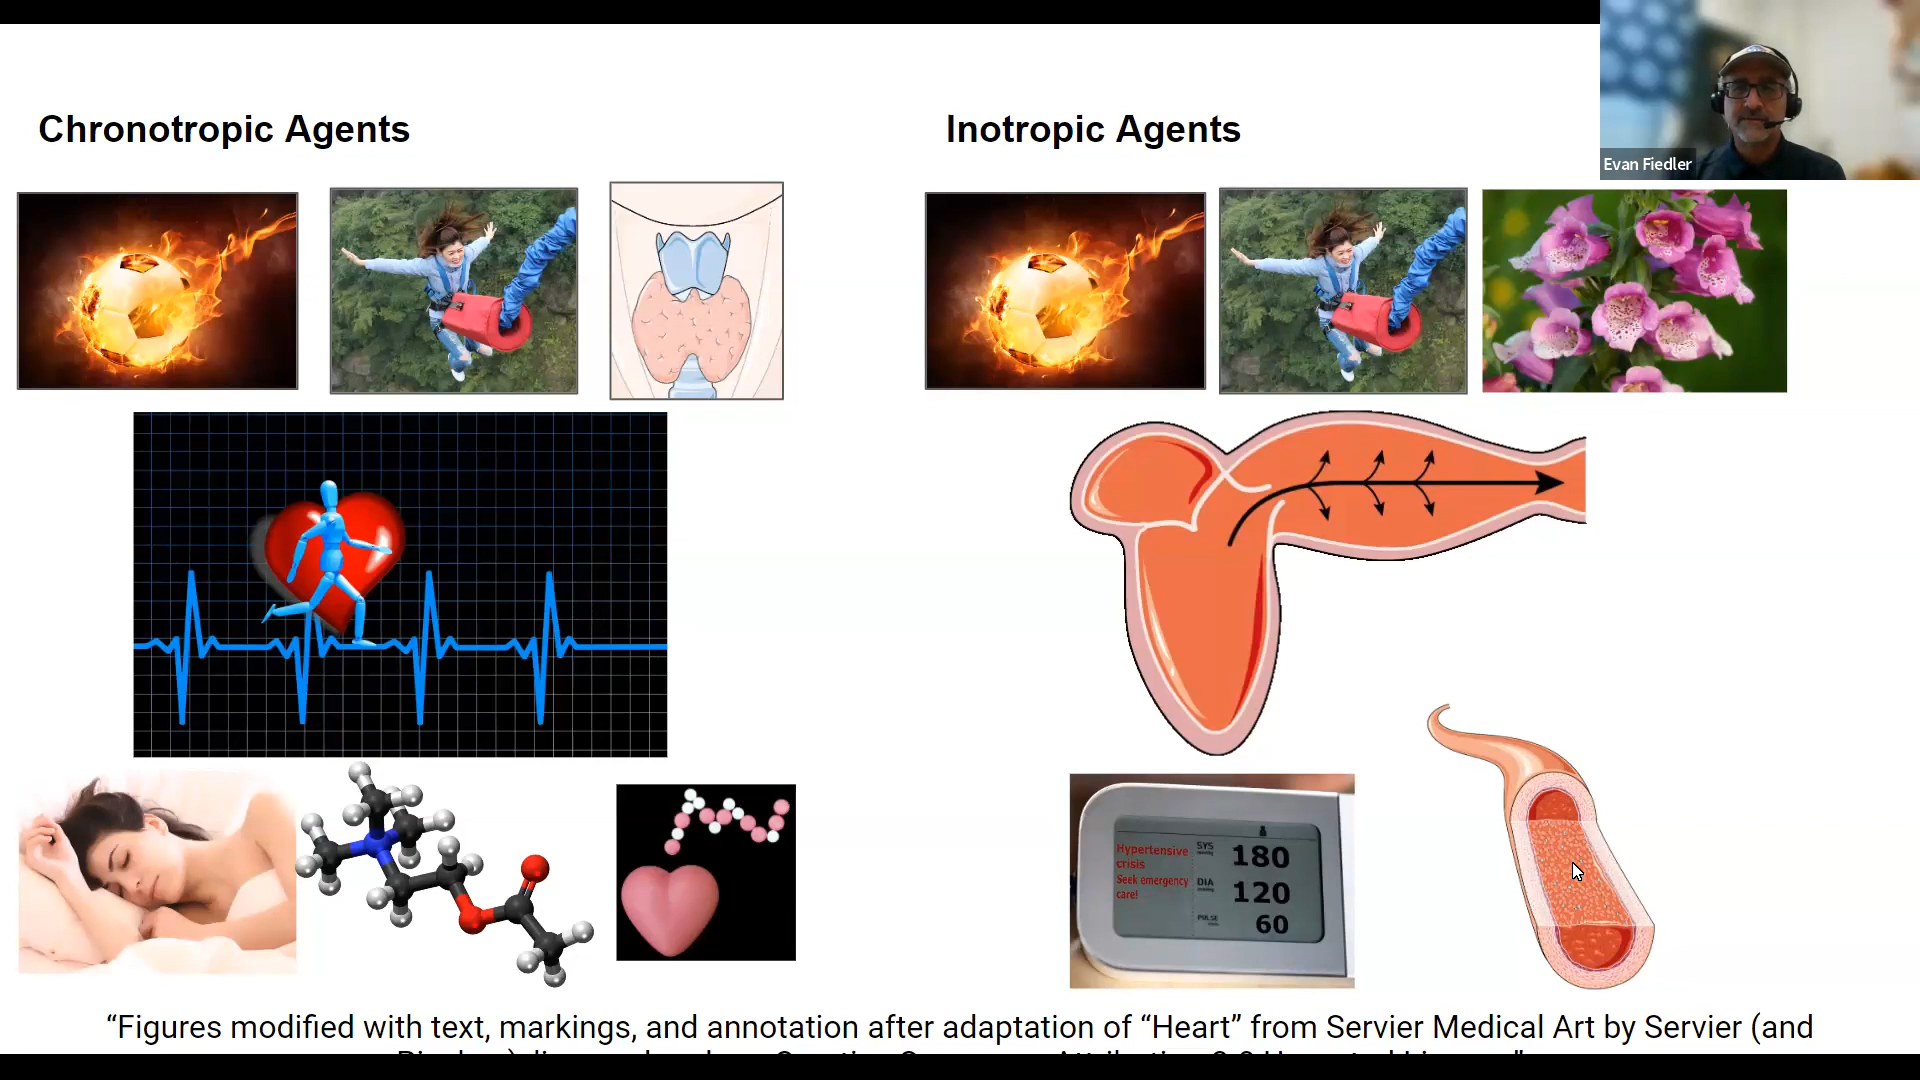 Evan Fiedler
Chronotropic Agents
Inotropic Agents
Hypertensive
crisis
Seek emergency
care!
SYS
180
DIA
120
PULSE
60
“Figures modified with text, markings, and annotation after adaptation of “Heart” from Servier Medical Art by Servier (and